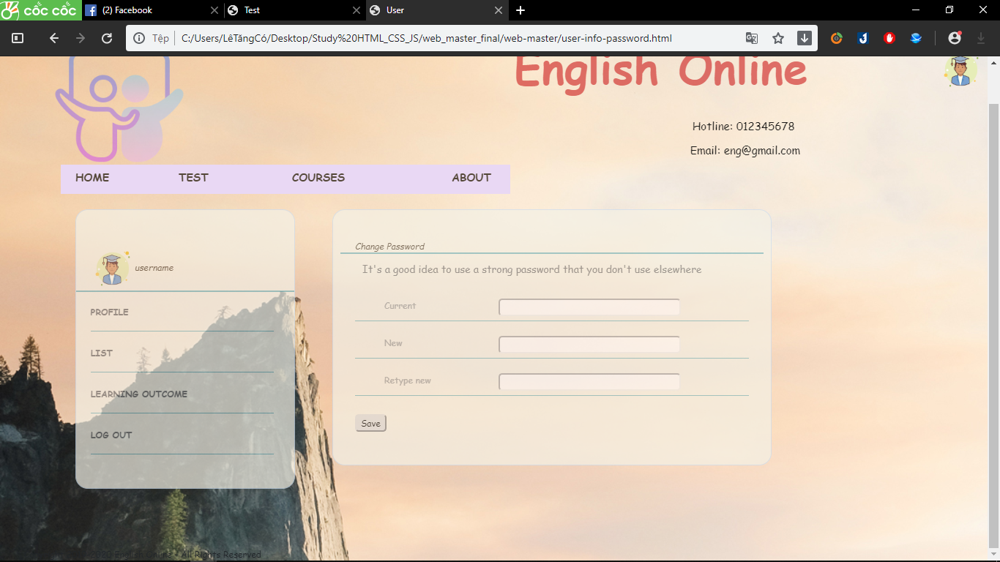 cốc cốc
(2) Facebook
Test
User
Tệp
C:/Users/LêTăngCó/Desktop/Study%20HTML_CSS_JS/web_master_final/web-master/user-info-password.html
English Online
Hotline: 012345678
Email: eng@gmail.com
HOME TEST COURSES ABOUT
username
PROFILE
LIST
LEARNING OUTCOME
LOG OUT
Change Password
It's a good idea to use a strong password that you don't use elsewhere
Current
New
Retype new
Save
Online - All Rights Reserved